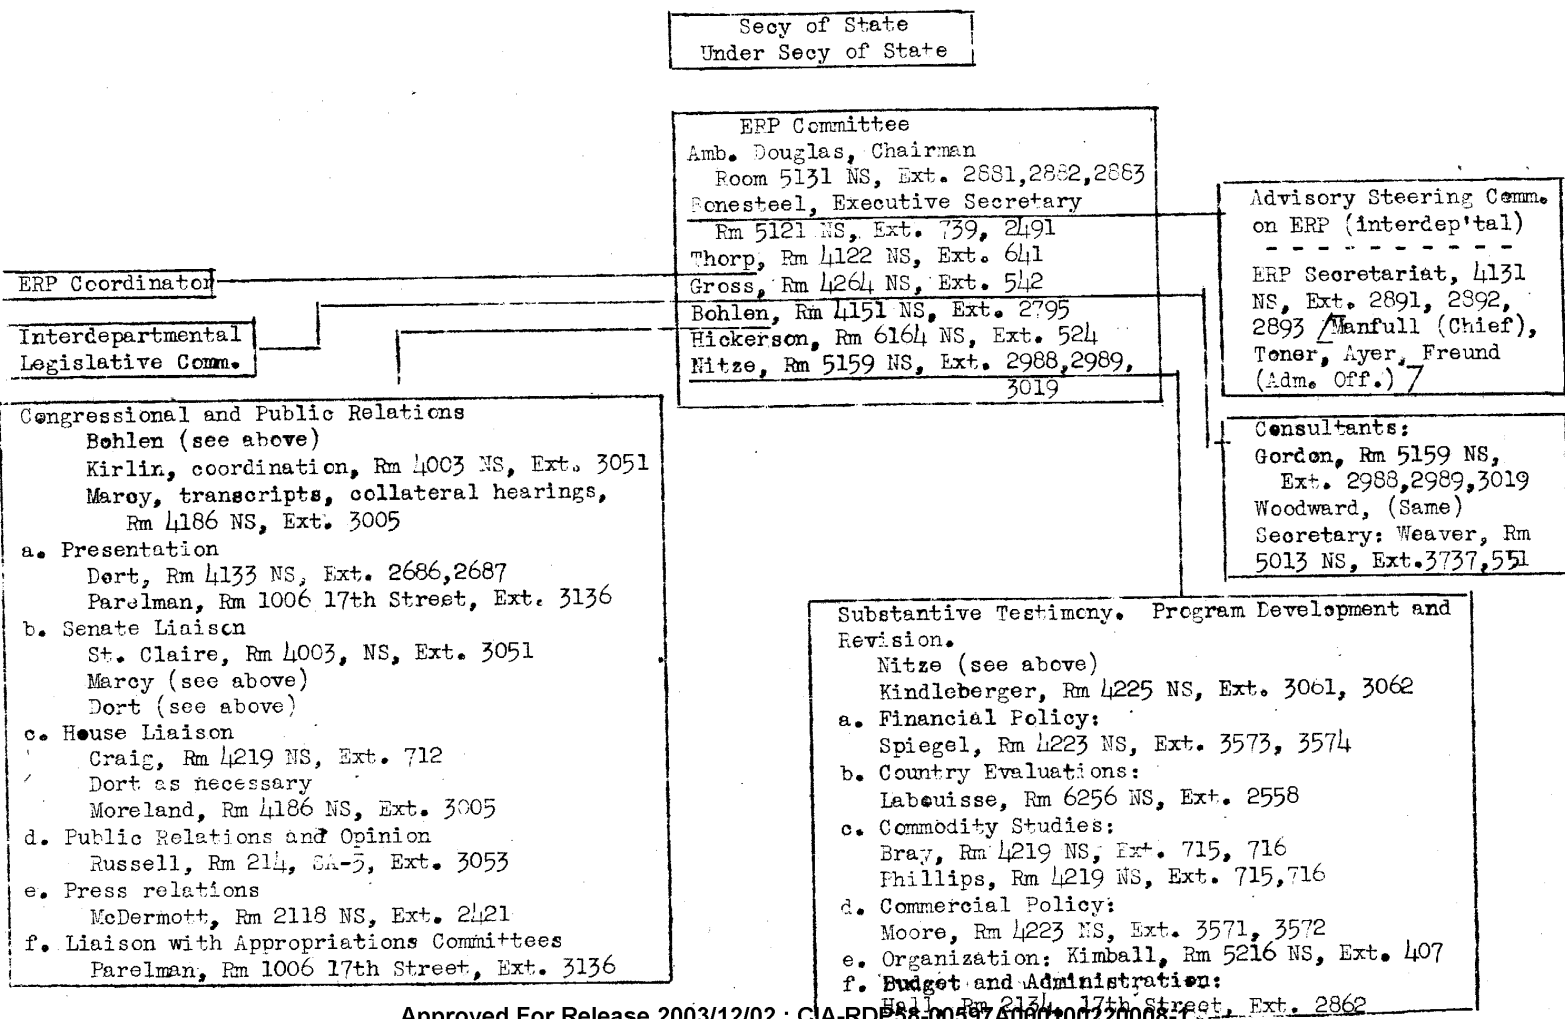 Secy of State
Under Secy of State
ERP Committee
Amb. Douglas, Chairman
Room 5131 NS, Ext. 2881,2882,2883
Bonesteel, Executive Secretary
Rm 5121 NS, Ext. 739, 2491
Thorp, Rm 4122 NS, Ext. 641
Gross, Rm 4264 NS, Ext. 542
Bohlen, Rm 4151 NS, Ext. 2795
Hickerson, Rm 6164 NS, Ext. 524
Nitze, Rm 5159 NS, Ext. 2988,2989,
3019
Advisory Steering Comm.
on ERP (interdep'tal)
- - - - - - - - - -
ERP Secretariat, 4131
NS, Ext. 2891, 2892,
2893 /Manfull (Chief),
Toner, Ayer, Freund
(Adm. Off.) 7
ERP Coordinator
Interdepartmental
Legislative Comm.
Consultants:
Gordon, Rm 5159 NS,
Ext. 2988,2989,3019
Woodward, (Same)
Secretary: Weaver, Rm
5013 NS, Ext.3737,551
Congressional and Public Relations
Bohlen (see above)
Kirlin, coordination, Rm 4003 NS, Ext. 3051
Marcy, transcripts, collateral hearings,
Rm 4186 NS, Ext. 3005
a. Presentation
Dort, Rm 4133 NS, Ext. 2686,2687
Parelman, Rm 1006 17th Street, Ext. 3136
b. Senate Liaison
St. Claire, Rm 4003, NS, Ext. 3051
Marcy (see above)
Dort (see above)
c. House Liaison
Craig, Rm 4219 NS, Ext. 712
Dort as necessary
Moreland, Rm 4186 NS, Ext. 3005
d. Public Relations and Opinion
Russell, Rm 214, SA-5, Ext. 3053
e. Press relations
McDermott, Rm 2118 NS, Ext. 2421
f. Liaison with Appropriations Committees
Parelman, Rm 1006 17th Street, Ext. 3136
Substantive Testimony. Program Development and
Revision.
Nitze (see above)
Kindleberger, Rm 4225 NS, Ext. 3061, 3062
a. Financial Policy:
Spiegel, Rm 4223 NS, Ext. 3573, 3574
b. Country Evaluations:
Labouisse, Rm 6256 NS, Ext. 2558
c. Commodity Studies:
Bray, Rm 4219 NS, Ext. 715, 716
Phillips, Rm 4219 NS, Ext. 715,716
d. Commercial Policy:
Moore, Rm 4223 NS, Ext. 3571, 3572
e. Organization: Kimball, Rm 5216 NS, Ext. 407
f. Budget and Administration:
Hall, Rm 2134, 17th Street, Ext. 2862
Approved For Release 2003/12/02 : CIA-RDP58-00597A000100220008-1